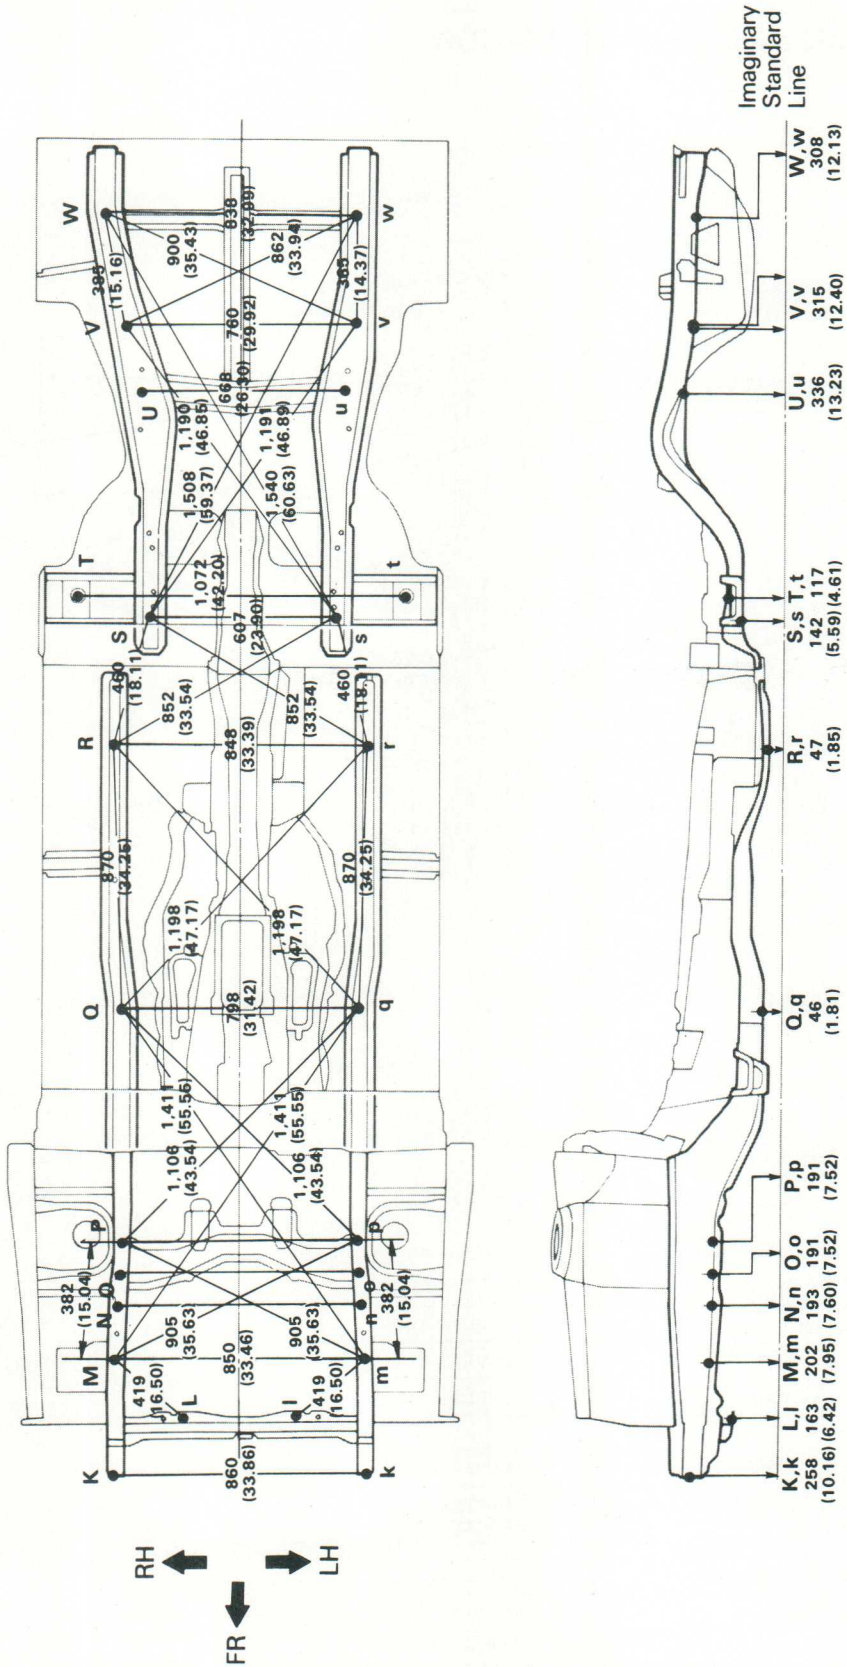 FR
RH
LH
K
860
(33.86)
k
419
(16.50)
L
l
419
(16.50)
M
850
(33.46)
m
382
(15.04)
905
(35.63)
905
(35.63)
382
(15.04)
N
n
O
o
P
p
1,106
(43.54)
1,106
(43.54)
1,411
(55.55)
1,411
(55.55)
Q
798
(31.42)
q
1,198
(47.17)
1,198
(47.17)
870
(34.25)
870
(34.25)
R
848
(33.39)
r
460
(18.11)
852
(33.54)
852
(33.54)
460
(18.11)
S
607
(23.90)
s
T
1,072
(42.20)
t
1,508
(59.37)
1,540
(60.63)
1,190
(46.85)
1,191
(46.89)
U
668
(26.30)
u
V
760
(29.92)
v
385
(15.16)
900
(35.43)
862
(33.94)
365
(14.37)
W
838
(32.99)
w
K,k
258
(10.16)
L,l
163
(6.42)
M,m
202
(7.95)
N,n
193
(7.60)
O,o
191
(7.52)
P,p
191
(7.52)
Q,q
46
(1.81)
R,r
47
(1.85)
S,s
142
(5.59)
T,t
117
(4.61)
U,u
336
(13.23)
V,v
315
(12.40)
W,w
308
(12.13)
Imaginary
Standard
Line